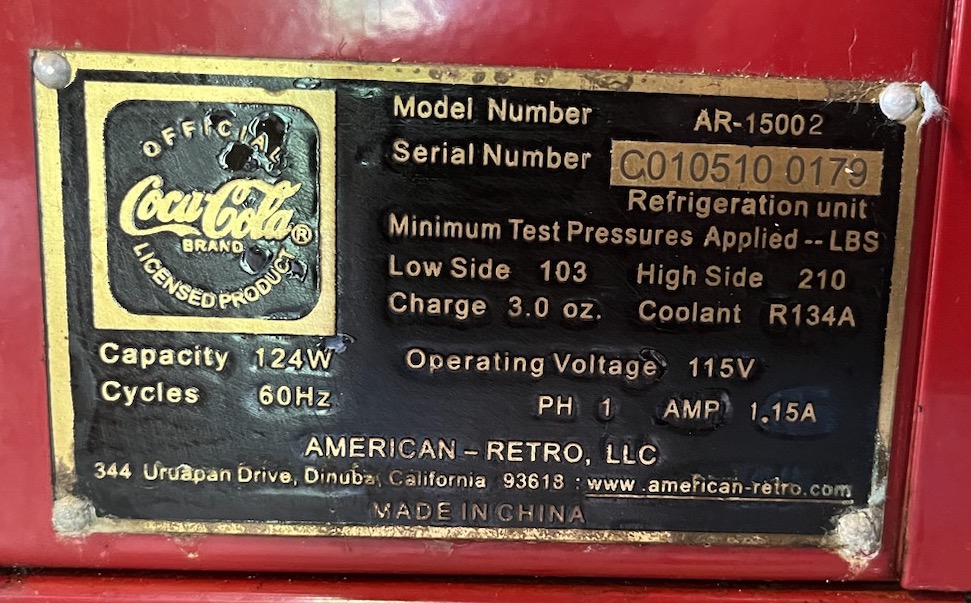 OFFICIAL
Coca-Cola®
BRAND
LICENSED PRODUCT
Model Number AR-15002
Serial Number C010510 0179
Refrigeration unit
Minimum Test Pressures Applied -- LBS
Low Side 103 High Side 210
Charge 3.0 oz. Coolant R134A
Capacity 124W Operating Voltage 115V
Cycles 60Hz PH 1 AMP 1.15A
AMERICAN – RETRO, LLC
344 Uruapan Drive, Dinuba, California 93618 : www.american-retro.com
MADE IN CHINA